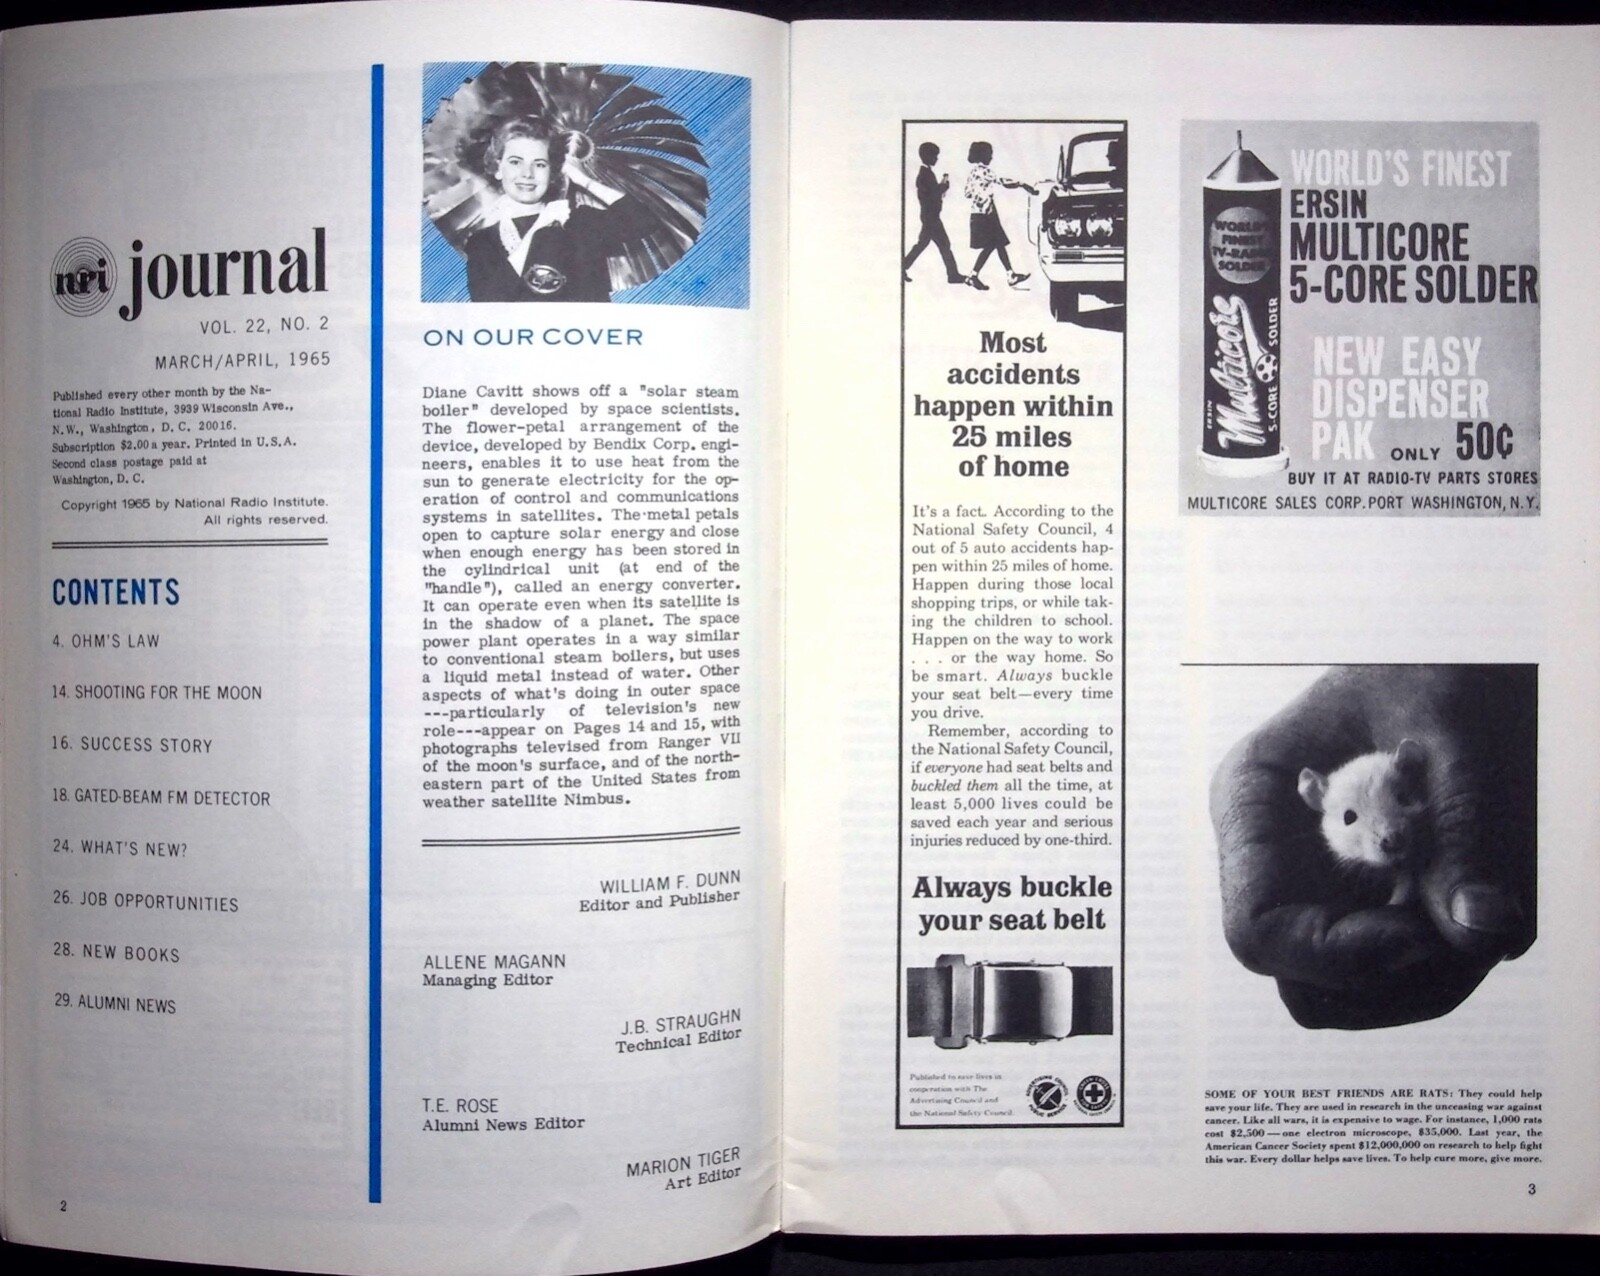 nri journal
VOL. 22, NO. 2
MARCH/APRIL, 1965
Published every other month by the Na-
tional Radio Institute, 3939 Wisconsin Ave.,
N.W., Washington, D. C. 20016.
Subscription $2.00 a year. Printed in U.S.A.
Second class postage paid at
Washington, D. C.
Copyright 1965 by National Radio Institute.
All rights reserved.
CONTENTS
4. OHM'S LAW
14. SHOOTING FOR THE MOON
16. SUCCESS STORY
18. GATED-BEAM FM DETECTOR
24. WHAT'S NEW?
26. JOB OPPORTUNITIES
28. NEW BOOKS
29. ALUMNI NEWS
2
ON OUR COVER
Diane Cavitt shows off a "solar steam
boiler" developed by space scientists.
The flower-petal arrangement of the
device, developed by Bendix Corp. engi-
neers, enables it to use heat from the
sun to generate electricity for the op-
eration of control and communications
systems in satellites. The metal petals
open to capture solar energy and close
when enough energy has been stored in
the cylindrical unit (at end of the
"handle"), called an energy converter.
It can operate even when its satellite is
in the shadow of a planet. The space
power plant operates in a way similar
to conventional steam boilers, but uses
a liquid metal instead of water. Other
aspects of what's doing in outer space
---particularly of television's new
role---appear on Pages 14 and 15, with
photographs televised from Ranger VII
of the moon's surface, and of the north-
eastern part of the United States from
weather satellite Nimbus.
WILLIAM F. DUNN
Editor and Publisher
ALLENE MAGANN
Managing Editor
J.B. STRAUGHN
Technical Editor
T.E. ROSE
Alumni News Editor
MARION TIGER
Art Editor
Most
accidents
happen within
25 miles
of home
It's a fact. According to the
National Safety Council, 4
out of 5 auto accidents hap-
pen within 25 miles of home.
Happen during those local
shopping trips, or while tak-
ing the children to school.
Happen on the way to work
. . . or the way home. So
be smart. Always buckle
your seat belt—every time
you drive.
Remember, according to
the National Safety Council,
if everyone had seat belts and
buckled them all the time, at
least 5,000 lives could be
saved each year and serious
injuries reduced by one-third.
Always buckle
your seat belt
Published to save lives in
cooperation with The
Advertising Council and
the National Safety Council.
WORLD'S FINEST
ERSIN
MULTICORE
5-CORE SOLDER
NEW EASY
DISPENSER
PAK ONLY 50¢
BUY IT AT RADIO-TV PARTS STORES
MULTICORE SALES CORP. PORT WASHINGTON, N.Y.
WORLD'S
FINEST
TV-RADIO
SOLDER
ERSIN
Multicore
5-CORE SOLDER
SOME OF YOUR BEST FRIENDS ARE RATS: They could help
save your life. They are used in research in the unceasing war against
cancer. Like all wars, it is expensive to wage. For instance, 1,000 rats
cost $2,500—one electron microscope, $35,000. Last year, the
American Cancer Society spent $12,000,000 on research to help fight
this war. Every dollar helps save lives. To help cure more, give more.
3